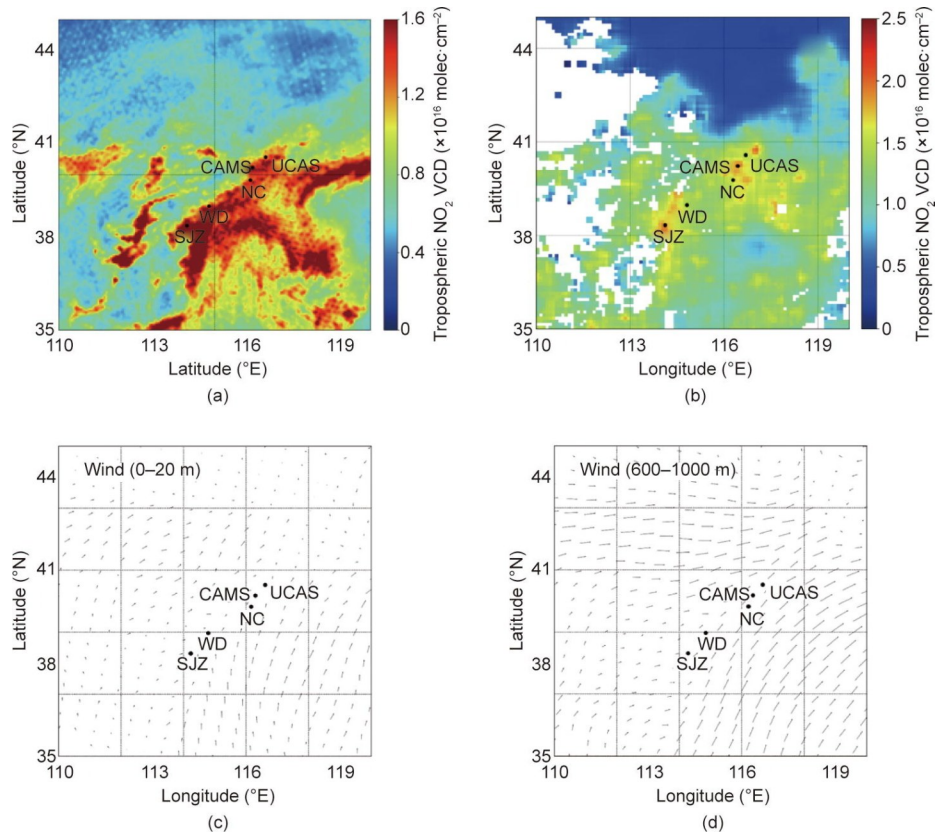 1.6
1.2
0.8
0.4
0
Tropospheric NO₂ VCD (×10¹⁶ molec·cm⁻²)
44
41
38
35
Latitude (°N)
CAMS
UCAS
NC
WD
SJZ
110
113
116
119
Latitude (°E)
(a)
2.5
2.0
1.5
1.0
0.5
0
Tropospheric NO₂ VCD (×10¹⁶ molec·cm⁻²)
44
41
38
35
Latitude (°N)
CAMS
UCAS
NC
WD
SJZ
110
113
116
119
Longitude (°E)
(b)
Wind (0–20 m)
44
41
38
35
Latitude (°N)
CAMS
UCAS
NC
WD
SJZ
110
113
116
119
Longitude (°E)
(c)
Wind (600–1000 m)
44
41
38
35
Latitude (°N)
CAMS
UCAS
NC
WD
SJZ
110
113
116
119
Longitude (°E)
(d)